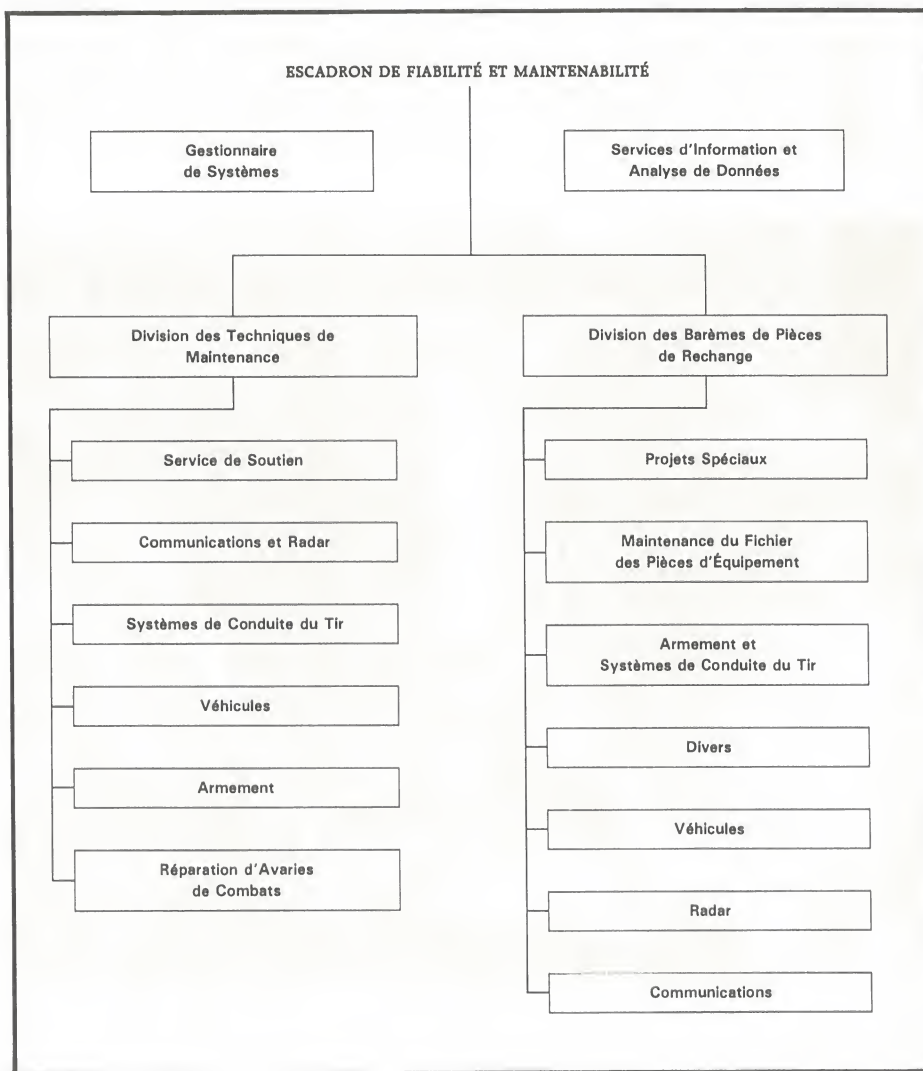 ESCADRON DE FIABILITÉ ET MAINTENABILITÉ
Gestionnaire
de Systèmes
Services d'Information et
Analyse de Données
Division des Techniques de
Maintenance
Service de Soutien
Communications et Radar
Systèmes de Conduite du Tir
Véhicules
Armement
Réparation d'Avaries
de Combats
Division des Barèmes de Pièces
de Rechange
Projets Spéciaux
Maintenance du Fichier
des Pièces d'Équipement
Armement et
Systèmes de Conduite du Tir
Divers
Véhicules
Radar
Communications